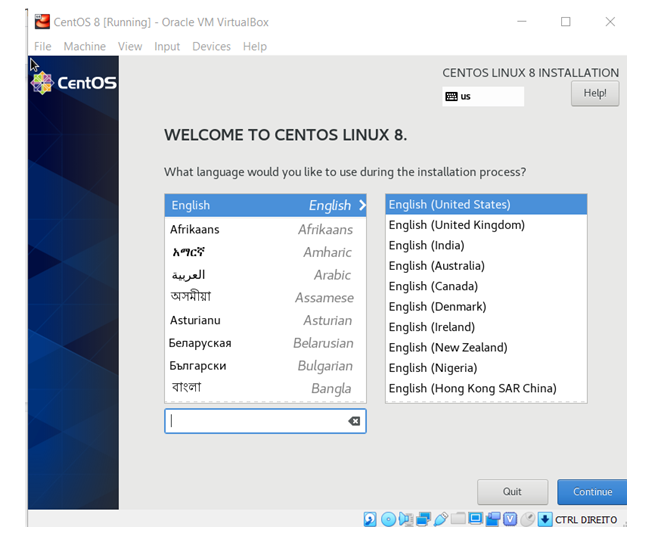 CentOS 8 [Running] - Oracle VM VirtualBox
File Machine View Input Devices Help
CentOS
CENTOS LINUX 8 INSTALLATION
us
Help!
WELCOME TO CENTOS LINUX 8.
What language would you like to use during the installation process?
English English
Afrikaans Afrikaans
አማርኛ Amharic
العربية Arabic
অসমীয়া Assamese
Asturianu Asturian
Беларуская Belarusian
Български Bulgarian
বাংলা Bangla
English (United States)
English (United Kingdom)
English (India)
English (Australia)
English (Canada)
English (Denmark)
English (Ireland)
English (New Zealand)
English (Nigeria)
English (Hong Kong SAR China)
Quit
Continue
CTRL DIREITO